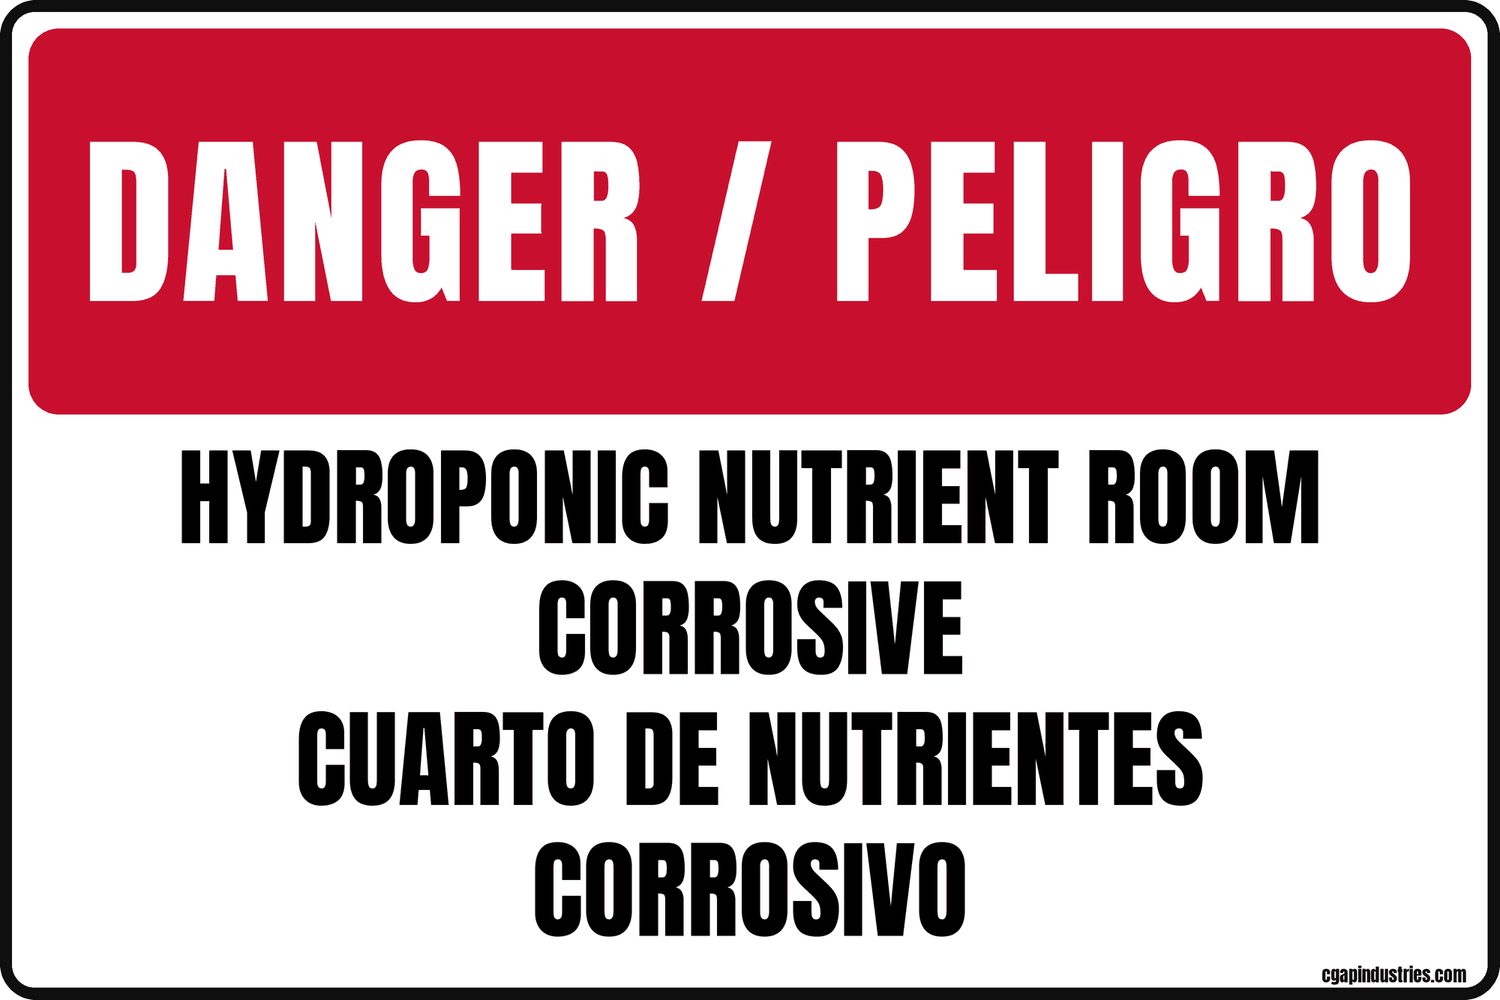 DANGER / PELIGRO
HYDROPONIC NUTRIENT ROOM
CORROSIVE
CUARTO DE NUTRIENTES
CORROSIVO
cgapindustries.com